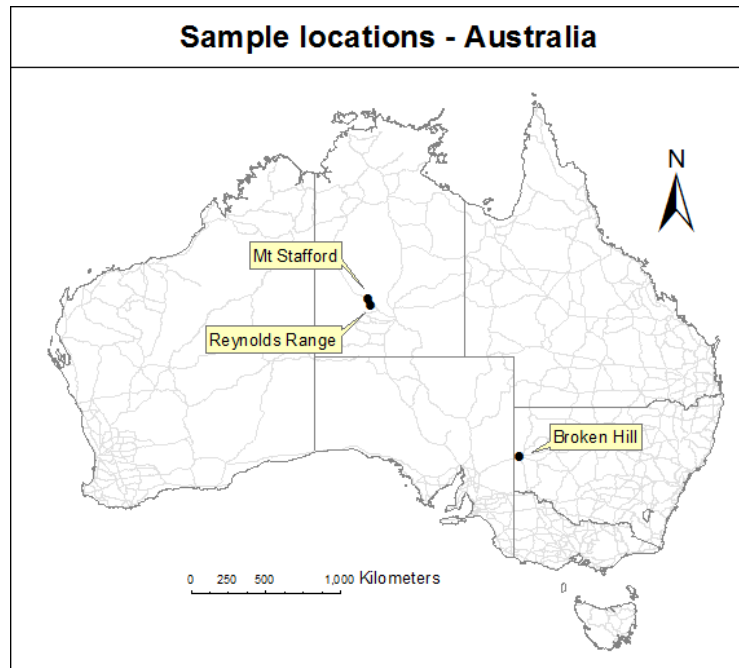 Sample locations - Australia
N
Mt Stafford
Reynolds Range
Broken Hill
0 250 500 1,000 Kilometers